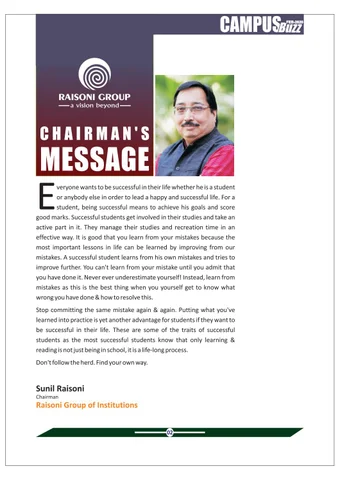 CAMPUS FEB-JUNE
BUZZ
RAISONI GROUP
a vision beyond
CHAIRMAN'S
MESSAGE
Everyone wants to be successful in their life whether he is a student
or anybody else in order to lead a happy and successful life. For a
student, being successful means to achieve his goals and score
good marks. Successful students get involved in their studies and take an
active part in it. They manage their studies and recreation time in an
effective way. It is good that you learn from your mistakes because the
most important lessons in life can be learned by improving from our
mistakes. A successful student learns from his own mistakes and tries to
improve further. You can't learn from your mistake until you admit that
you have done it. Never ever underestimate yourself! Instead, learn from
mistakes as this is the best thing when you yourself get to know what
wrong you have done & how to resolve this.
Stop committing the same mistake again & again. Putting what you've
learned into practice is yet another advantage for students if they want to
be successful in their life. These are some of the traits of successful
students as the most successful students know that only learning &
reading is not just being in school, it is a life-long process.
Don't follow the herd. Find your own way.
Sunil Raisoni
Chairman
Raisoni Group of Institutions